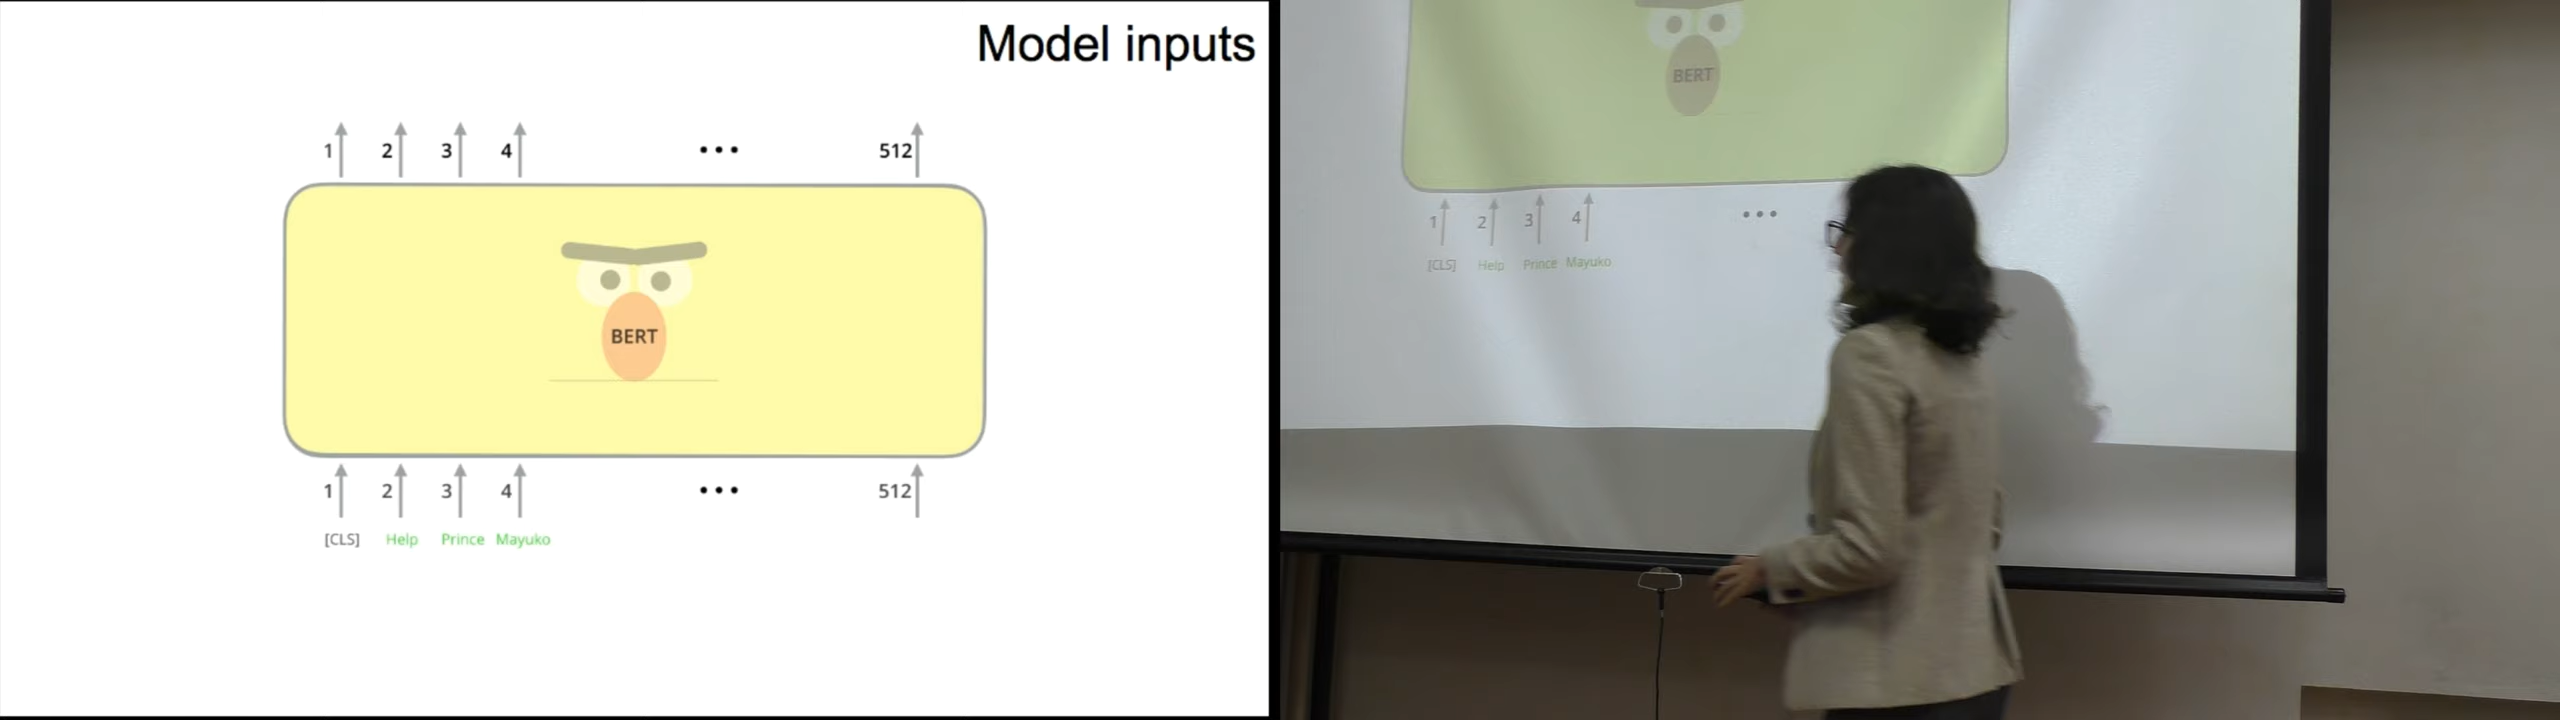 Model inputs
1 2 3 4 ••• 512
BERT
1 2 3 4 ••• 512
[CLS] Help Prince Mayuko
BERT
1 2 3 4 •••
[CLS] Help Prince Mayuko